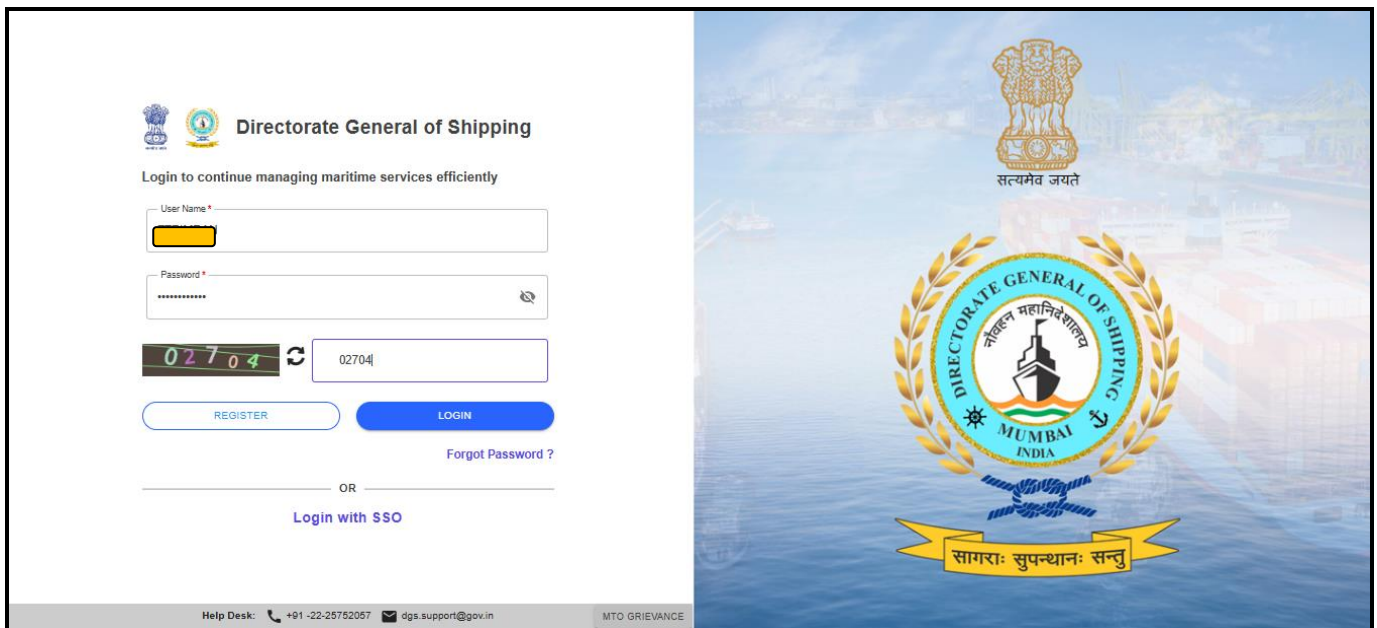 Directorate General of Shipping
Login to continue managing maritime services efficiently
User Name *
Password *
••••••••••••
02704
02704
REGISTER
LOGIN
Forgot Password ?
OR
Login with SSO
Help Desk: +91 -22-25752057 dgs.support@gov.in
MTO GRIEVANCE
सत्यमेव जयते
DIRECTORATE GENERAL OF SHIPPING
नौवहन महानिदेशालय
MUMBAI
INDIA
सागराः सुपन्थानः सन्तु